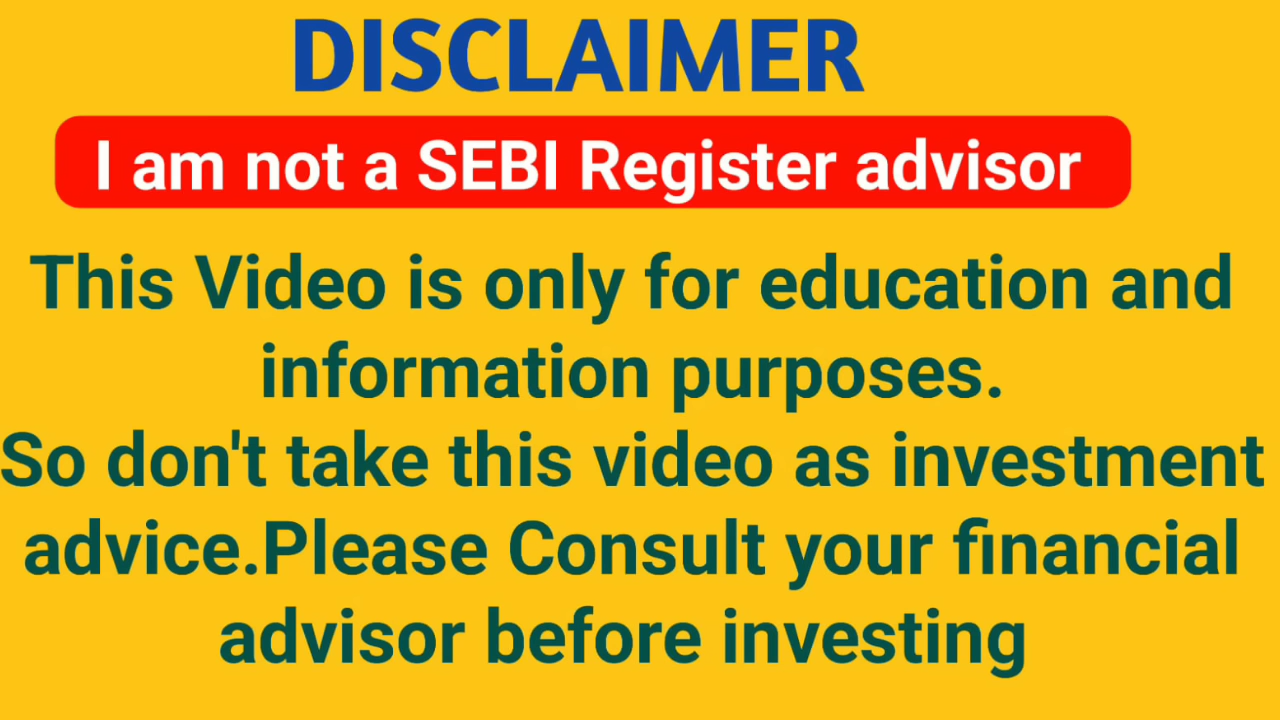 DISCLAIMER
I am not a SEBI Register advisor
This Video is only for education and
information purposes.
So don't take this video as investment
advice.Please Consult your financial
advisor before investing